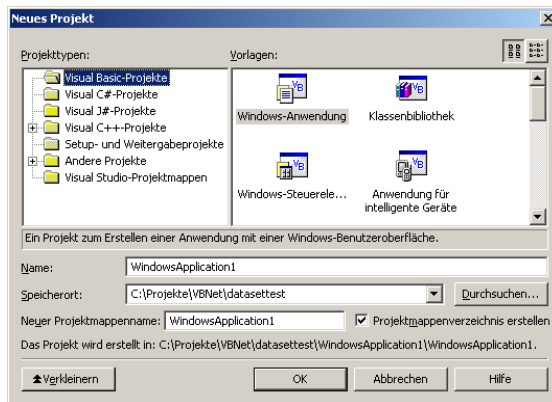 Neues Projekt
Projekttypen:
Vorlagen:
Visual Basic-Projekte
Visual C#-Projekte
Visual J#-Projekte
Visual C++-Projekte
Setup- und Weitergabeprojekte
Andere Projekte
Visual Studio-Projektmappen
Windows-Anwendung
Klassenbibliothek
Windows-Steuerele...
Anwendung für
intelligente Geräte
Ein Projekt zum Erstellen einer Anwendung mit einer Windows-Benutzeroberfläche.
Name:
WindowsApplication1
Speicherort:
C:\Projekte\VBNet\datasettest
Durchsuchen...
Neuer Projektmappenname:
WindowsApplication1
Projektmappenverzeichnis erstellen
Das Projekt wird erstellt in: C:\Projekte\VBNet\datasettest\WindowsApplication1\WindowsApplication1.
Verkleinern
OK
Abbrechen
Hilfe